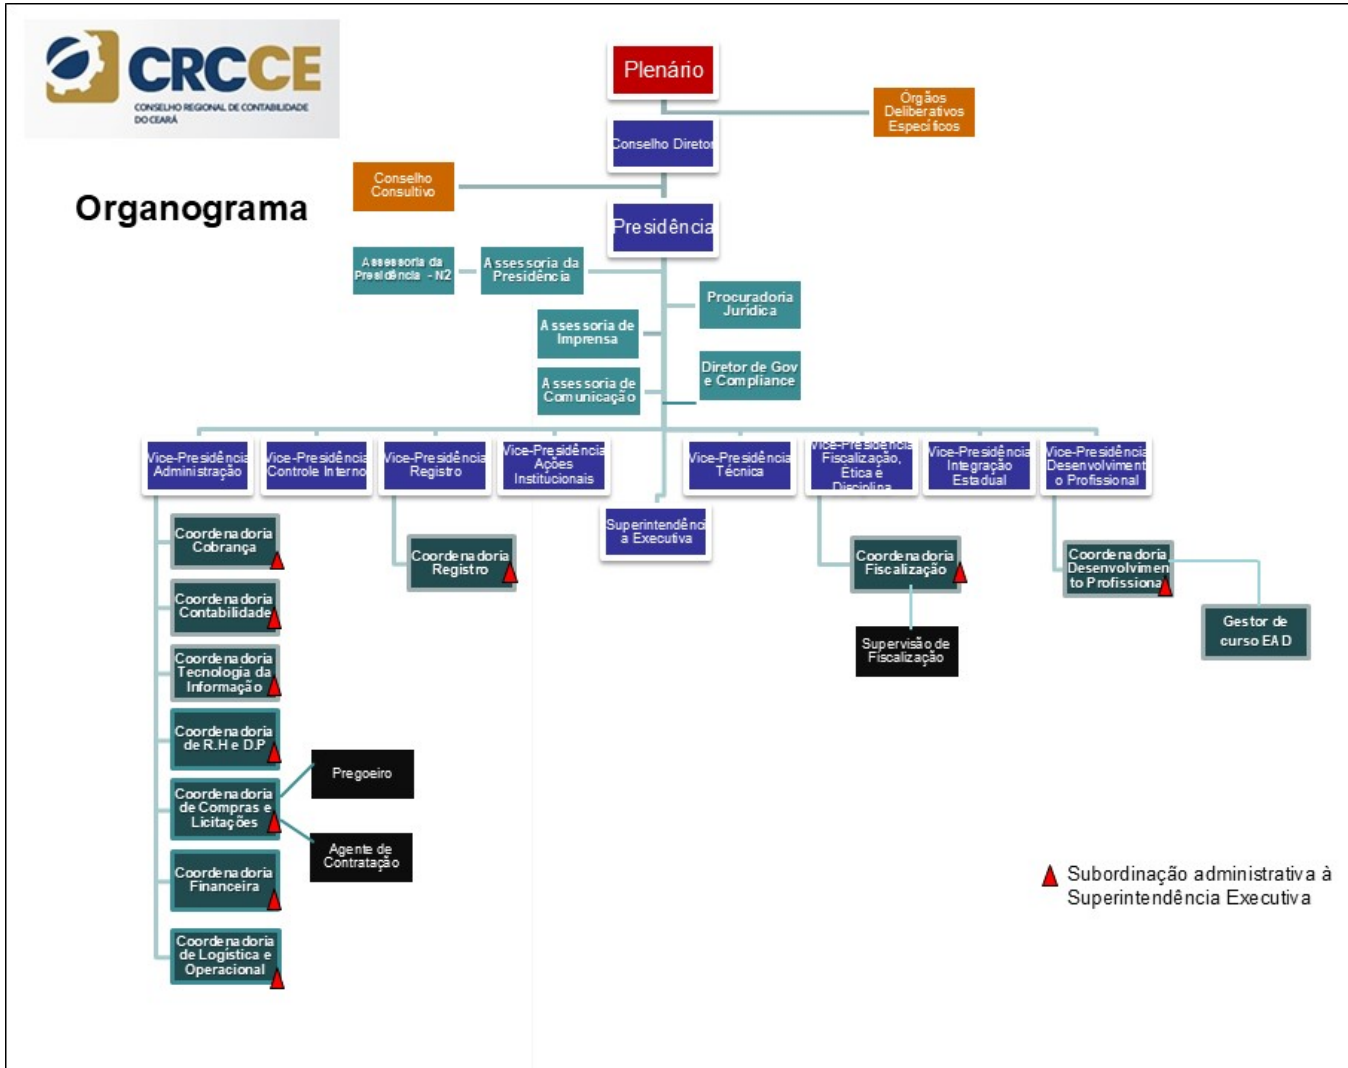 CRCCE
CONSELHO REGIONAL DE CONTABILIDADE
DO CEARÁ
Organograma
Plenário
Órgãos
Deliberativos
Específicos
Conselho Diretor
Conselho
Consultivo
Presidência
Assessoria da
Presidência - N2
Assessoria da
Presidência
Procuradoria
Jurídica
Assessoria de
Imprensa
Diretor de Gov
e Compliance
Assessoria de
Comunicação
Vice-Presidência
Administração
Vice-Presidência
Controle Interno
Vice-Presidência
Registro
Vice-Presidência
Ações
Institucionais
Vice-Presidência
Técnica
Vice-Presidência
Fiscalização,
Ética e
Disciplina
Vice-Presidência
Integração
Estadual
Vice-Presidência
Desenvolviment
o Profissional
Superintendênci
a Executiva
Coordenadoria
Cobrança
Coordenadoria
Registro
Coordenadoria
Fiscalização
Coordenadoria
Desenvolvimen
to Profissional
Coordenadoria
Contabilidade
Gestor de
curso EAD
Supervisão de
Fiscalização
Coordenadoria
Tecnologia da
Informação
Coordenadoria
de R.H e D.P
Pregoeiro
Coordenadoria
de Compras e
Licitações
Agente de
Contratação
Coordenadoria
Financeira
Subordinação administrativa à
Superintendência Executiva
Coordenadoria
de Logística e
Operacional